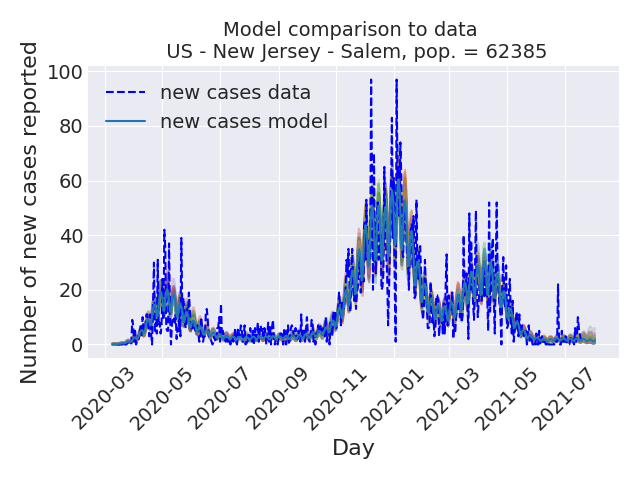 Model comparison to data
US - New Jersey - Salem, pop. = 62385
Number of new cases reported
100
80
60
40
20
0
new cases data
new cases model
2020-03
2020-05
2020-07
2020-09
2020-11
2021-01
2021-03
2021-05
2021-07
Day